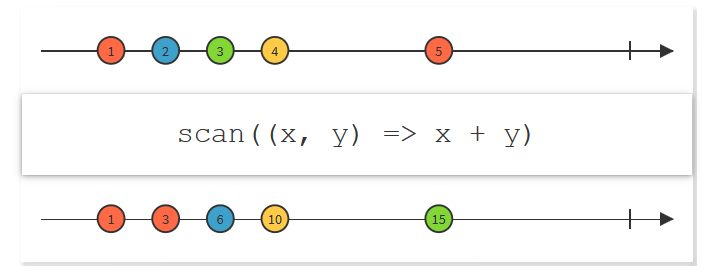 1 2 3 4 5
scan((x, y) => x + y)
1 3 6 10 15